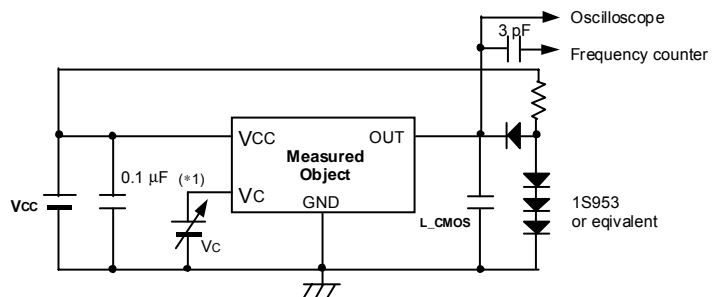 Oscilloscope
3 pF
Frequency counter
VCC
OUT
Measured
Object
0.1 µF (*1)
VC
GND
VCC
VC
L_CMOS
1S953
or eqivalent